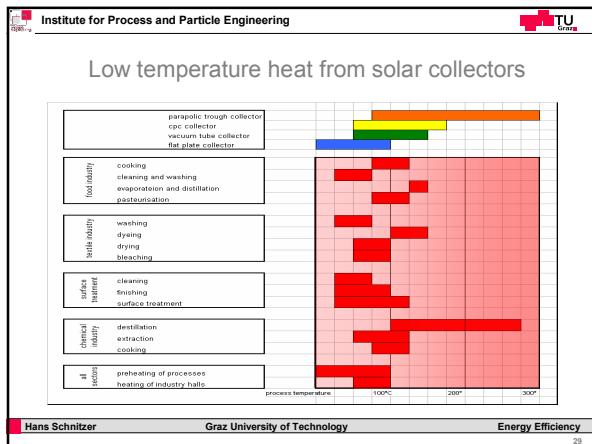 Institute for Process and Particle Engineering
TU
Graz
Low temperature heat from solar collectors
parapolic trough collector
cpc collector
vacuum tube collector
flat plate collector
food industry
cooking
cleaning and washing
evaporateion and distillation
pasteurisation
textile industry
washing
dyeing
drying
bleaching
surface
treatment
cleaning
finishing
surface treatment
chemical
industry
destillation
extraction
cooking
all
sectors
preheating of processes
heating of industry halls
process temperature 100°C 200° 300°
Hans Schnitzer Graz University of Technology Energy Efficiency
29